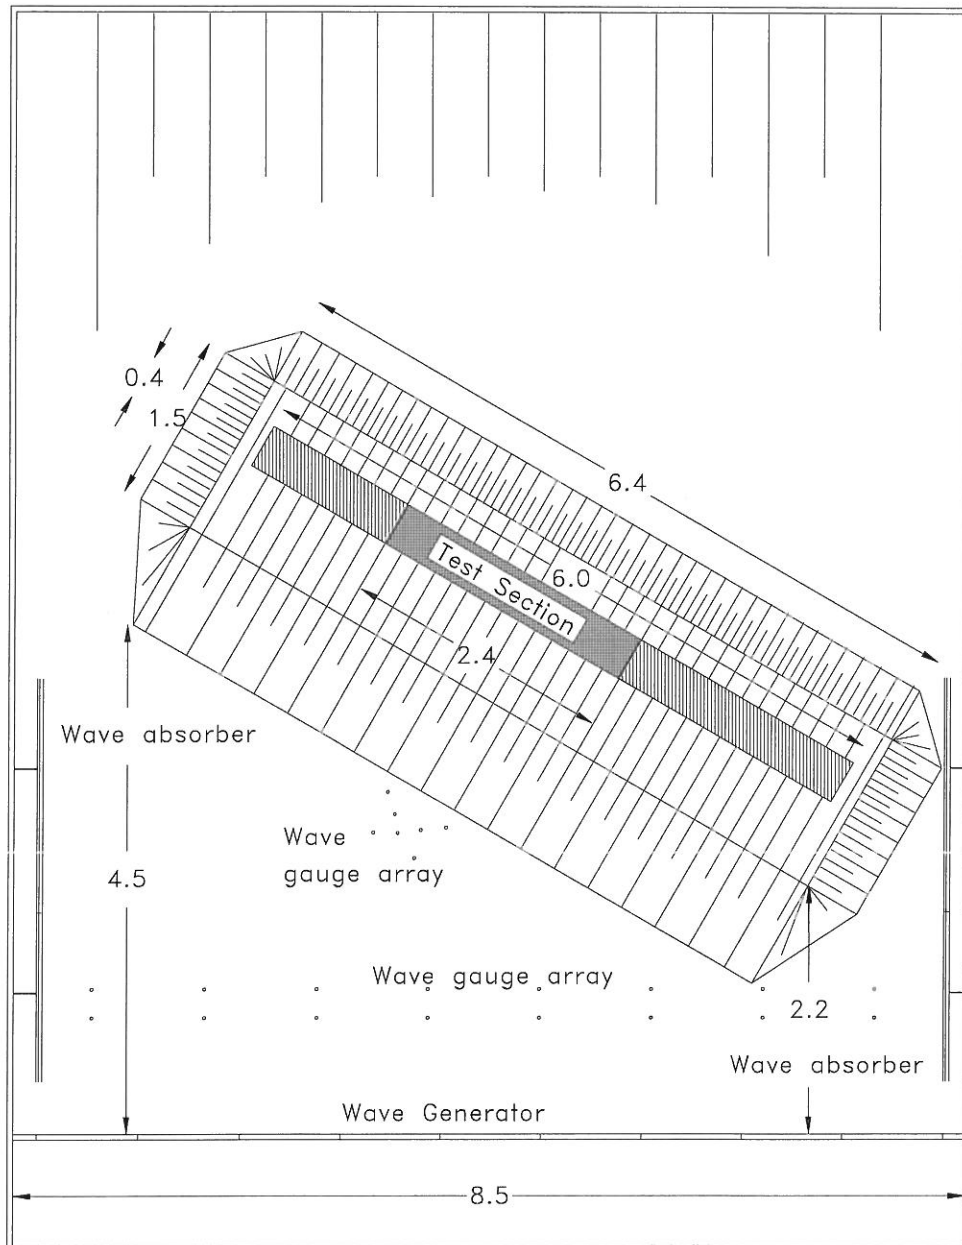 0.4
1.5
6.4
Test Section
6.0
2.4
Wave absorber
Wave
gauge array
4.5
Wave gauge array
2.2
Wave absorber
Wave Generator
8.5